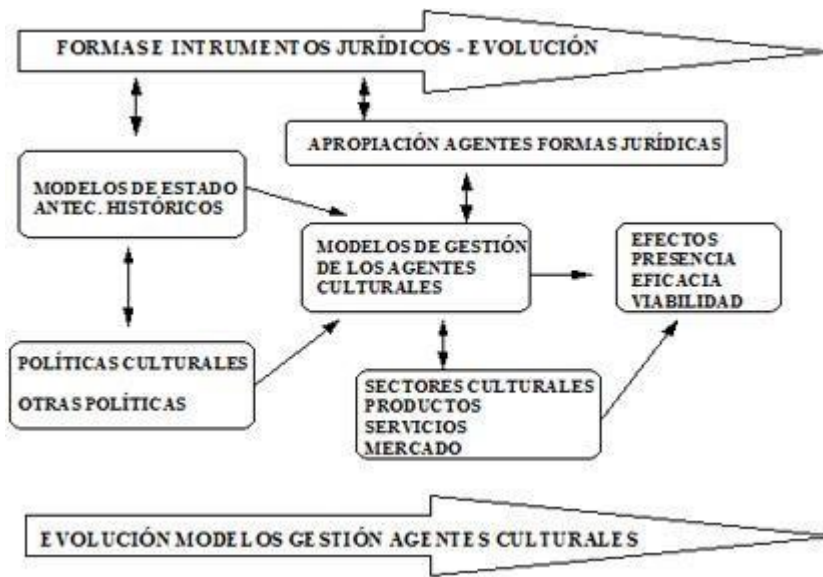 FORMAS E INTRUMENTOS JURÍDICOS - EVOLUCIÓN
APROPIACIÓN AGENTES FORMAS JURÍDICAS
MODELOS DE ESTADO
ANTEC. HISTÓRICOS
MODELOS DE GESTIÓN
DE LOS AGENTES
CULTURALES
EFECTOS
PRESENCIA
EFICACIA
VIABILIDAD
POLÍTICAS CULTURALES
OTRAS POLÍTICAS
SECTORES CULTURALES
PRODUCTOS
SERVICIOS
MERCADO
EVOLUCIÓN MODELOS GESTIÓN AGENTES CULTURALES